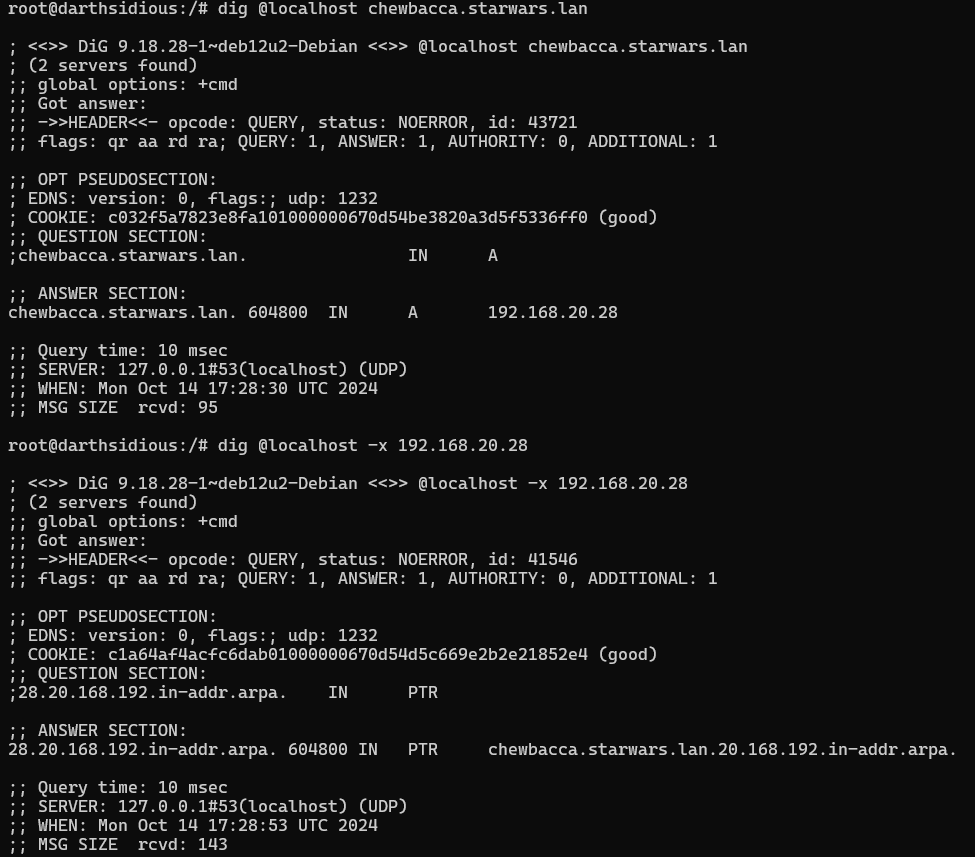 root@darthsidious:/# dig @localhost chewbacca.starwars.lan

; <<>> DiG 9.18.28-1~deb12u2-Debian <<>> @localhost chewbacca.starwars.lan
; (2 servers found)
;; global options: +cmd
;; Got answer:
;; ->>HEADER<<- opcode: QUERY, status: NOERROR, id: 43721
;; flags: qr aa rd ra; QUERY: 1, ANSWER: 1, AUTHORITY: 0, ADDITIONAL: 1

;; OPT PSEUDOSECTION:
; EDNS: version: 0, flags:; udp: 1232
; COOKIE: c032f5a7823e8fa101000000670d54be3820a3d5f5336ff0 (good)
;; QUESTION SECTION:
;chewbacca.starwars.lan.                IN      A

;; ANSWER SECTION:
chewbacca.starwars.lan. 604800  IN      A       192.168.20.28

;; Query time: 10 msec
;; SERVER: 127.0.0.1#53(localhost) (UDP)
;; WHEN: Mon Oct 14 17:28:30 UTC 2024
;; MSG SIZE  rcvd: 95

root@darthsidious:/# dig @localhost -x 192.168.20.28

; <<>> DiG 9.18.28-1~deb12u2-Debian <<>> @localhost -x 192.168.20.28
; (2 servers found)
;; global options: +cmd
;; Got answer:
;; ->>HEADER<<- opcode: QUERY, status: NOERROR, id: 41546
;; flags: qr aa rd ra; QUERY: 1, ANSWER: 1, AUTHORITY: 0, ADDITIONAL: 1

;; OPT PSEUDOSECTION:
; EDNS: version: 0, flags:; udp: 1232
; COOKIE: c1a64af4acfc6dab01000000670d54d5c669e2b2e21852e4 (good)
;; QUESTION SECTION:
;28.20.168.192.in-addr.arpa.    IN      PTR

;; ANSWER SECTION:
28.20.168.192.in-addr.arpa. 604800 IN   PTR     chewbacca.starwars.lan.20.168.192.in-addr.arpa.

;; Query time: 10 msec
;; SERVER: 127.0.0.1#53(localhost) (UDP)
;; WHEN: Mon Oct 14 17:28:53 UTC 2024
;; MSG SIZE  rcvd: 143